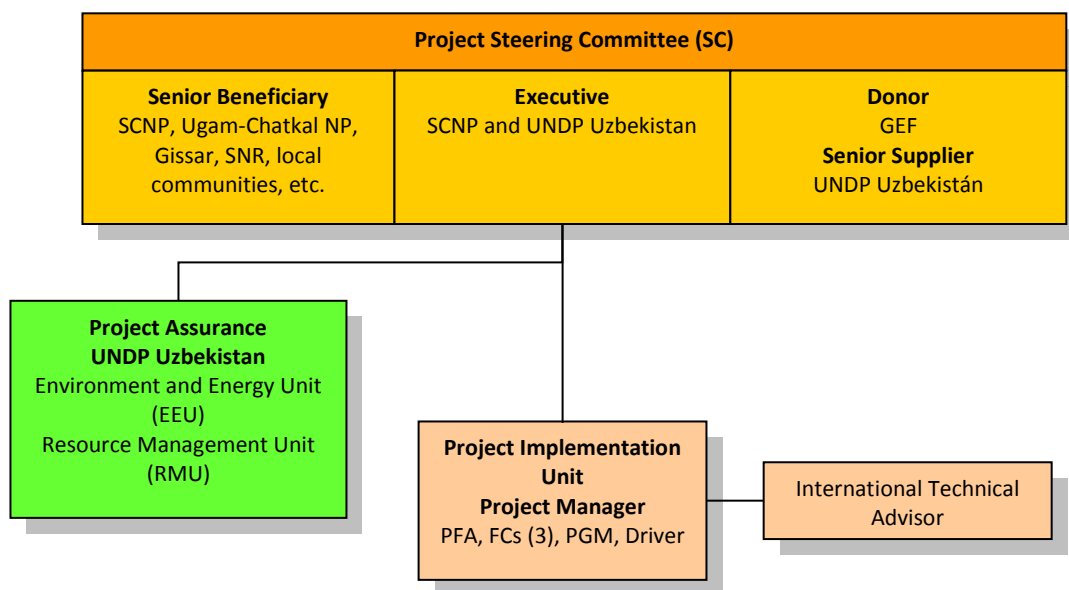 Project Steering Committee (SC)
Senior Beneficiary
SCNP, Ugam-Chatkal NP,
Gissar, SNR, local
communities, etc.
Executive
SCNP and UNDP Uzbekistan
Donor
GEF
Senior Supplier
UNDP Uzbekistán
Project Assurance
UNDP Uzbekistan
Environment and Energy Unit
(EEU)
Resource Management Unit
(RMU)
Project Implementation
Unit
Project Manager
PFA, FCs (3), PGM, Driver
International Technical
Advisor